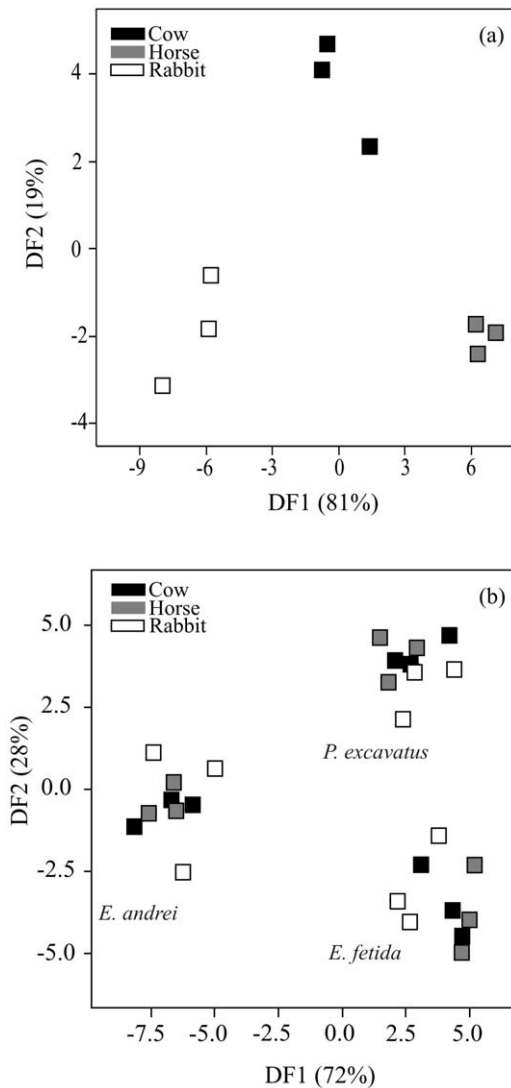 (a)
Cow
Horse
Rabbit
4
2
0
-2
-4
DF2 (19%)
-9 -6 -3 0 3 6
DF1 (81%)
(b)
Cow
Horse
Rabbit
5.0
2.5
0.0
-2.5
-5.0
DF2 (28%)
P. excavatus
E. andrei
E. fetida
-7.5 -5.0 0.0 2.5 5.0
DF1 (72%)